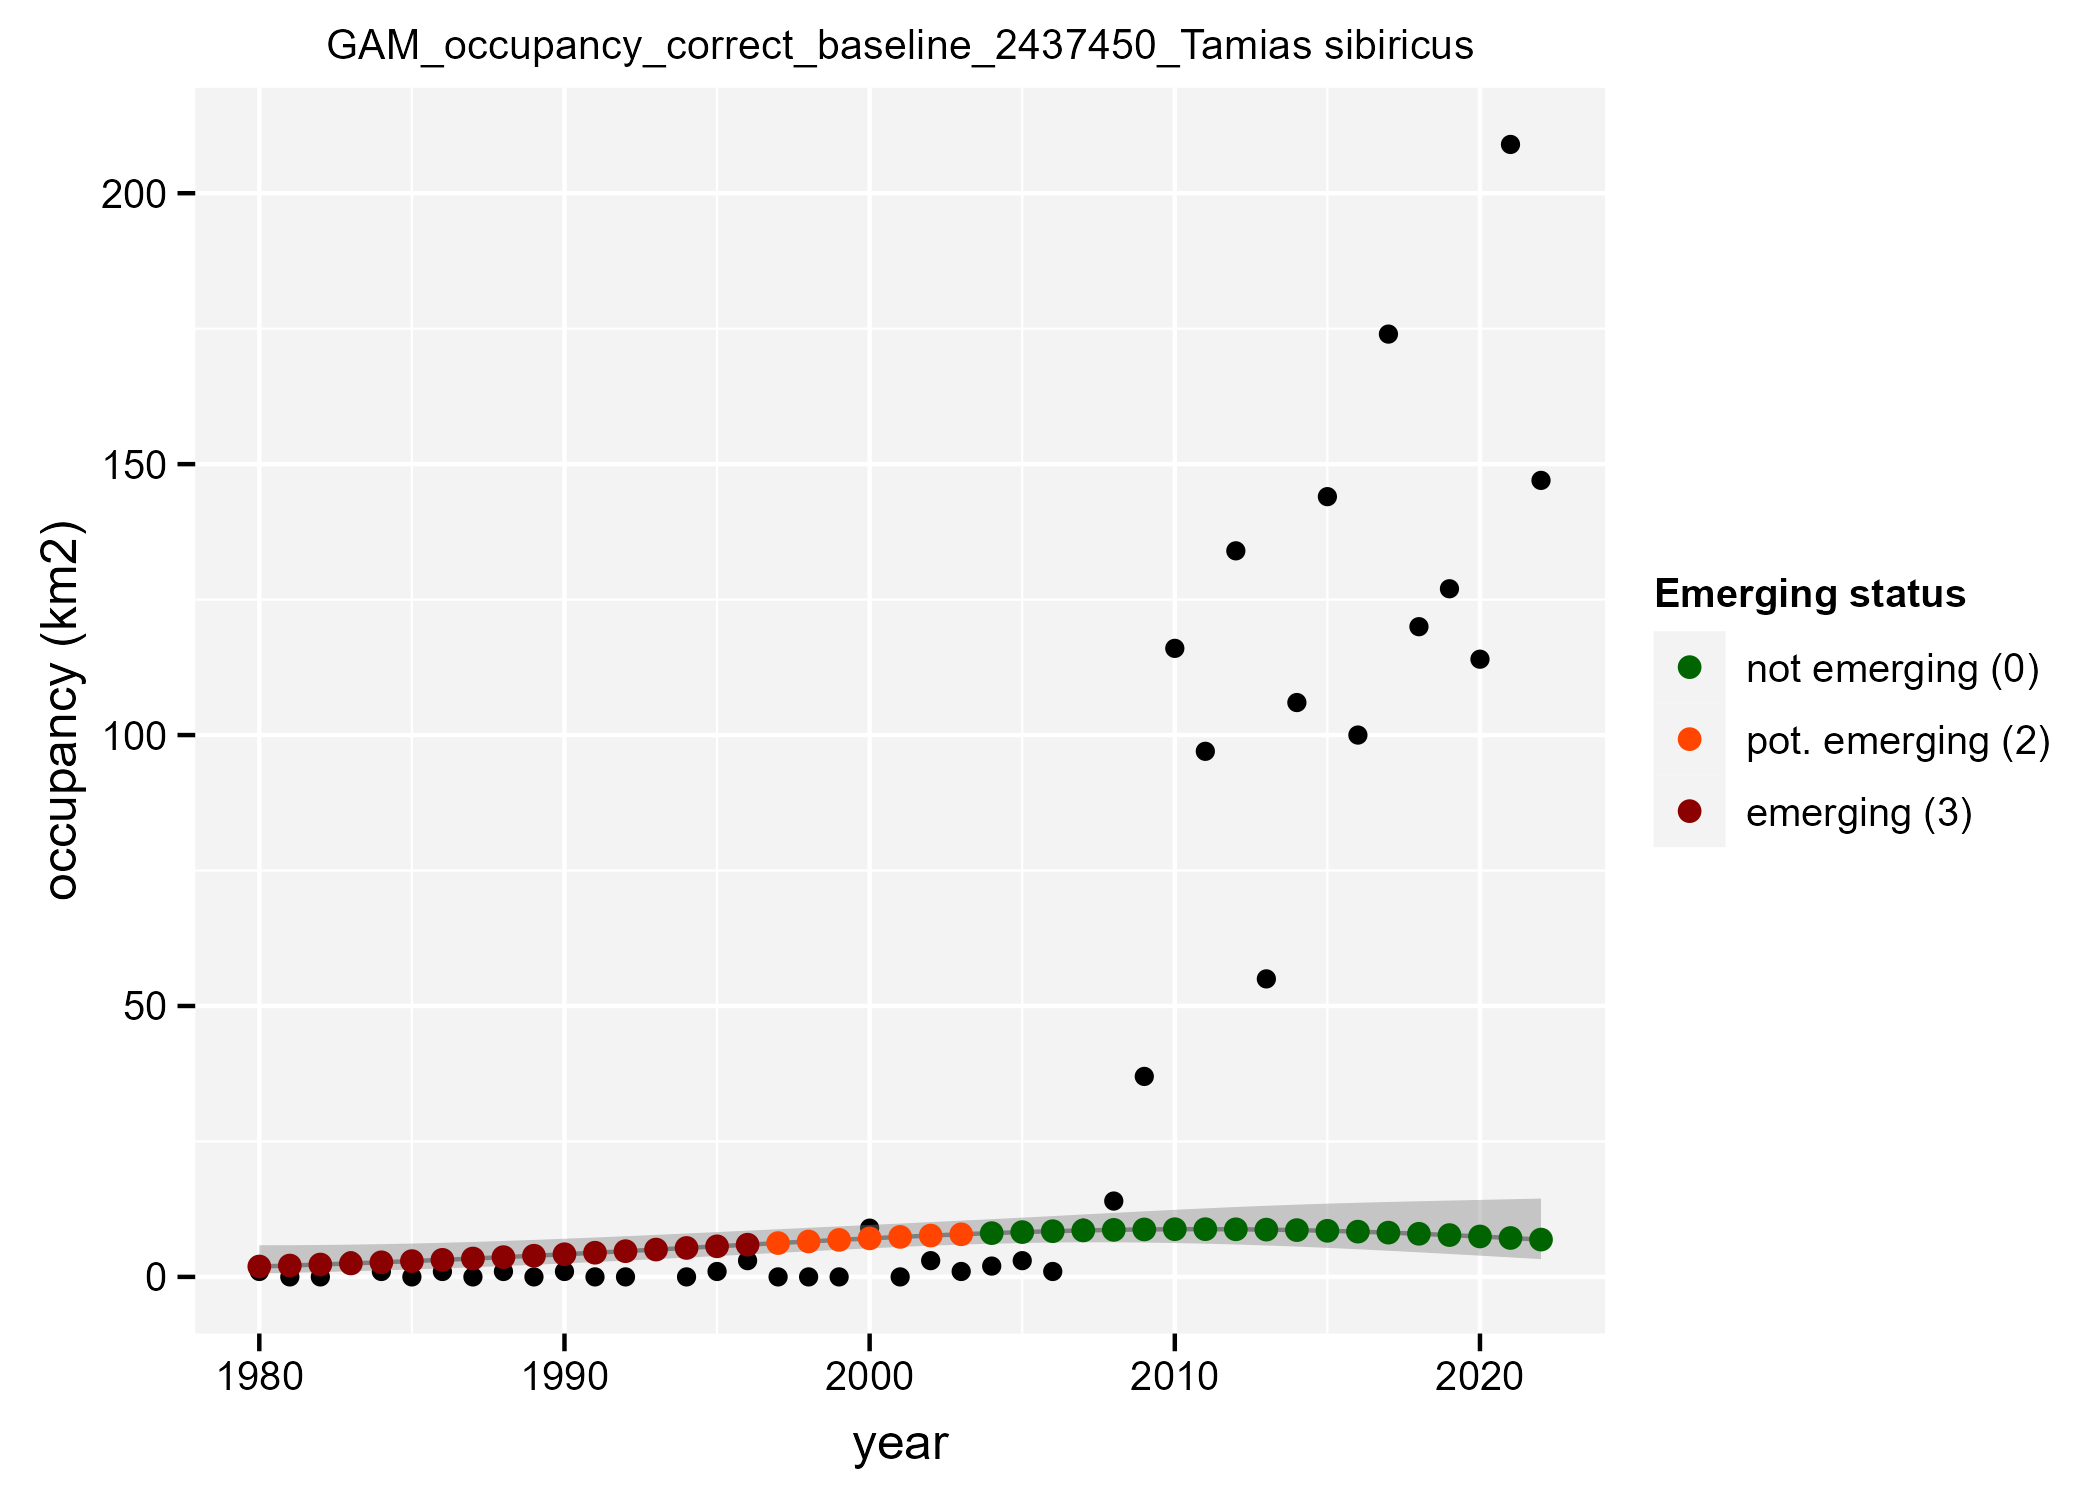 GAM_occupancy_correct_baseline_2437450_Tamias sibiricus
occupancy (km2)
200
150
100
50
0
1980 1990 2000 2010 2020
year
Emerging status
not emerging (0)
pot. emerging (2)
emerging (3)